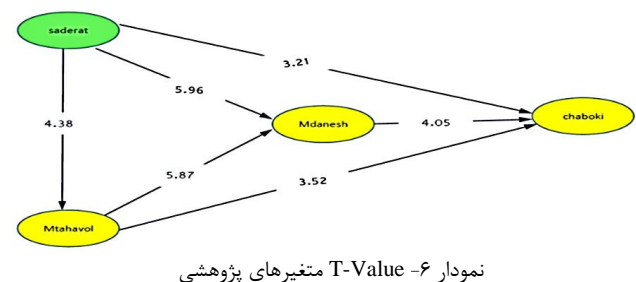 saderat
3.21
5.96
4.38
Mdanesh
4.05
chaboki
5.87
3.52
Mtahavol
نمودار ۶- T-Value متغیرهای پژوهشی